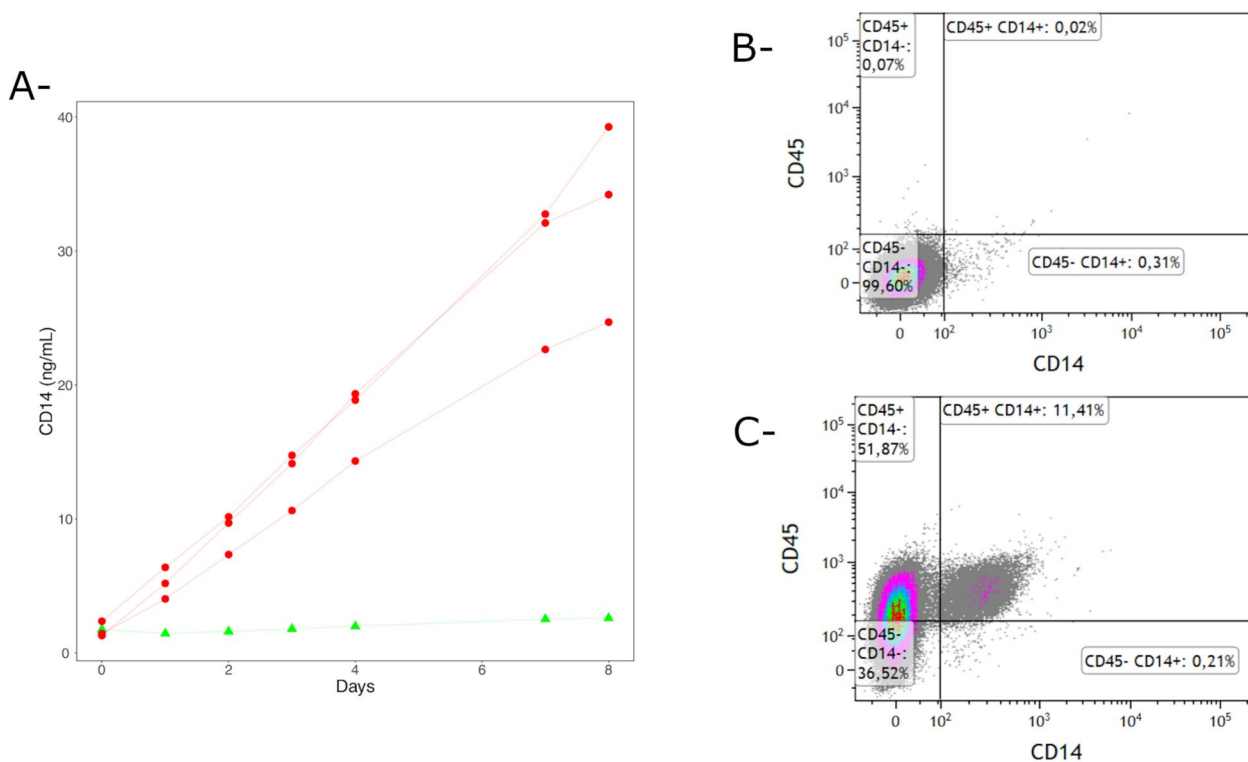 A-
CD14 (ng/mL)
40
30
20
10
0
0 2 4 6 8
Days
B-
CD45
CD45+
CD14-:
0,07%
CD45+ CD14+: 0,02%
10⁵
10⁴
10³
10²
0
CD45-
CD14-:
99,60%
CD45- CD14+: 0,31%
0 10² 10³ 10⁴ 10⁵
CD14
C-
CD45
CD45+
CD14-:
51,87%
CD45+ CD14+: 11,41%
10⁵
10⁴
10³
10²
0
CD45-
CD14-:
36,52%
CD45- CD14+: 0,21%
0 10² 10³ 10⁴ 10⁵
CD14